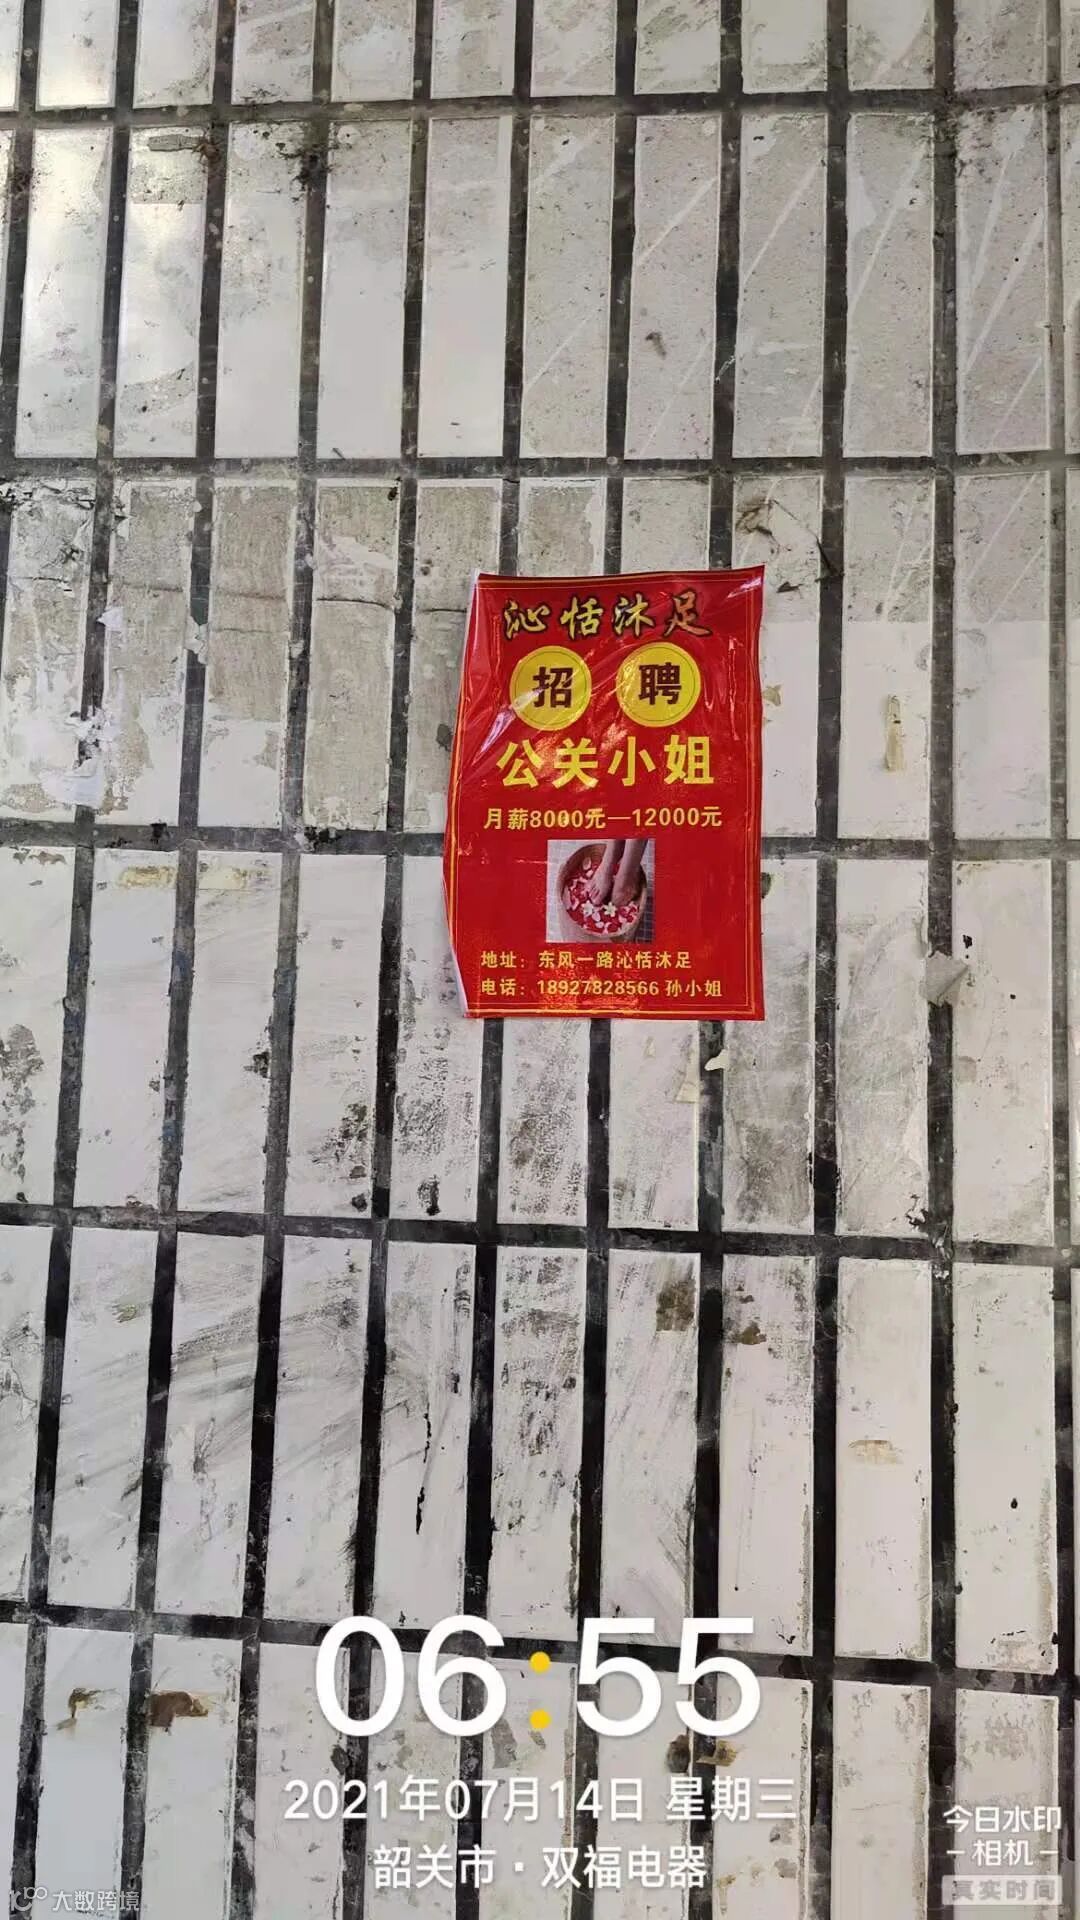 沁恬沐足
招 聘
公关小姐
月薪8000元—12000元
地址：东风一路沁恬沐足
电话：18927828566 孙小姐
06:55
2021年07月14日 星期三
韶关市·双福电器
今日水印
-相机-
真实时间
大数跨境